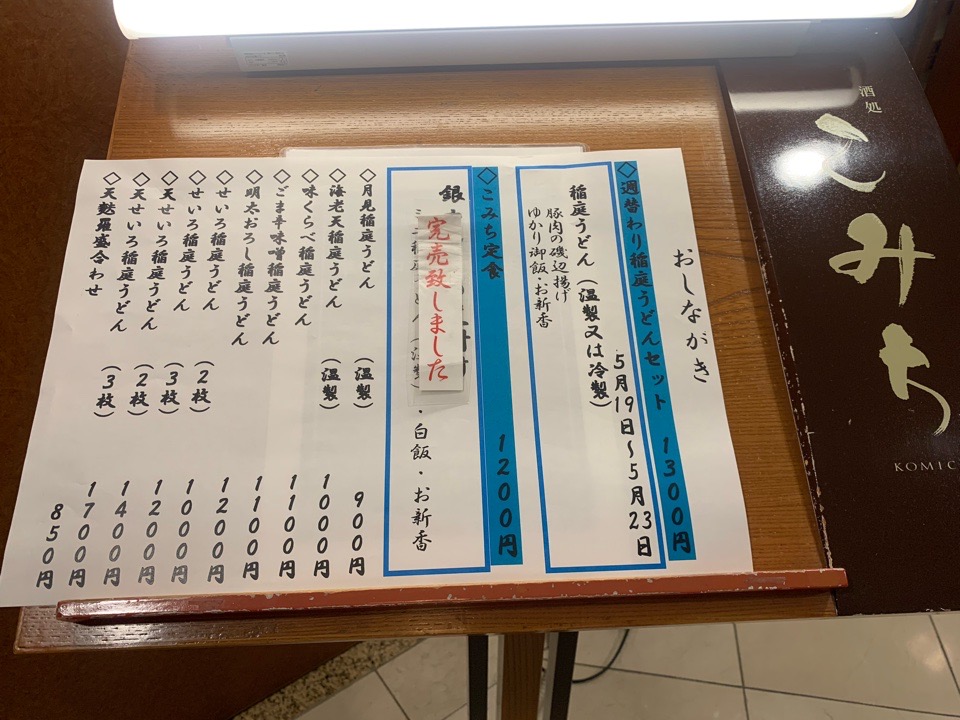 酒処
こみち
KOMIC
おしながき
◇週替わり稲庭うどんセット 1300円
5月19日~5月23日
稲庭うどん(温製又は冷製)
豚肉の磯辺揚げ
ゆかり御飯・お新香
◇こみち定食 1200円
銀
完売致しました
・白飯・お新香
◇月見稲庭うどん (温製) 900円
◇海老天稲庭うどん (温製) 1000円
◇味くらべ稲庭うどん 1100円
◇ごま辛味噌稲庭うどん 1100円
◇明太おろし稲庭うどん 1200円
◇せいろ稲庭うどん (2枚) 1000円
◇せいろ稲庭うどん (3枚) 1200円
◇天せいろ稲庭うどん (2枚) 1400円
◇天せいろ稲庭うどん (3枚) 1700円
◇天麩羅盛合わせ 850円